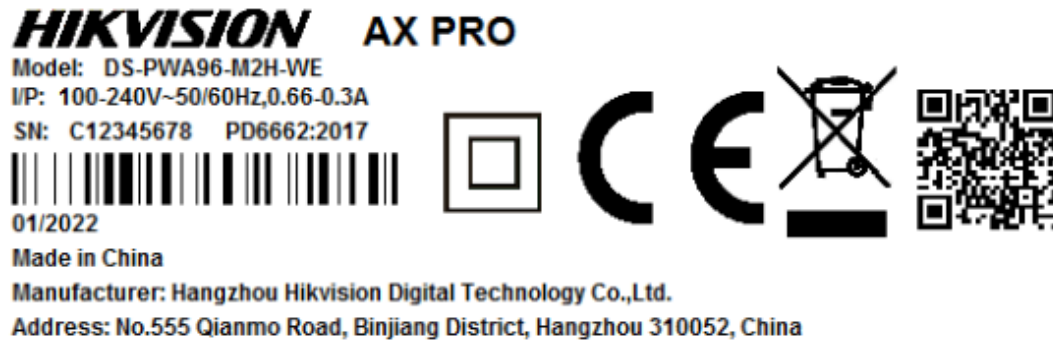 HIKVISION AX PRO
Model: DS-PWA96-M2H-WE
I/P: 100-240V~50/60Hz,0.66-0.3A
SN: C12345678 PD6662:2017
01/2022
Made in China
Manufacturer: Hangzhou Hikvision Digital Technology Co.,Ltd.
Address: No.555 Qianmo Road, Binjiang District, Hangzhou 310052, China